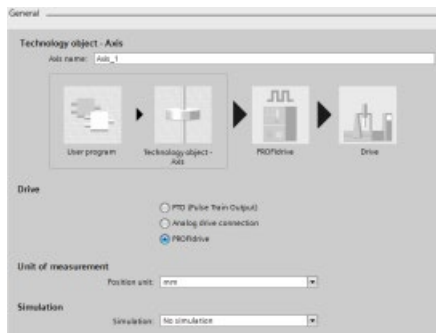 General
Technology object - Axis
Axis name: Axis_1
User program
Technology object - Axis
PROFIdrive
Drive
Drive
PTO (Pulse Train Output)
Analog drive connection
PROFIdrive
Unit of measurement
Position unit: mm
Simulation
Simulation: No simulation